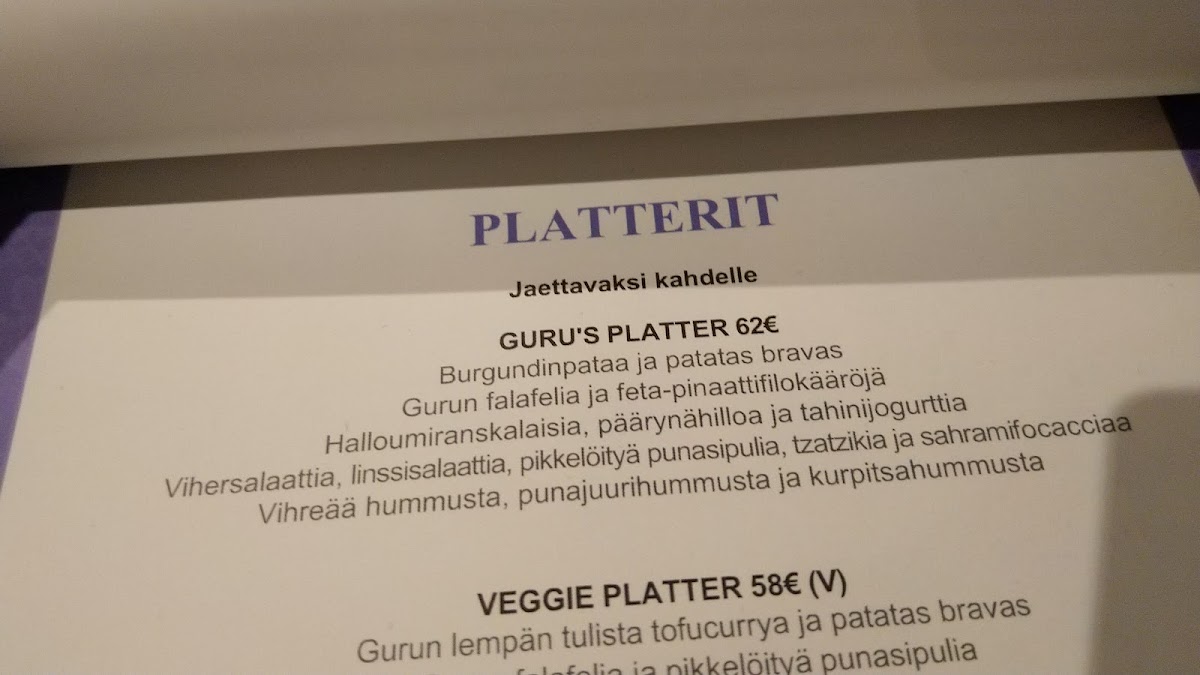 PLATTERIT
Jaettavaksi kahdelle
GURU'S PLATTER 62€
Burgundinpataa ja patatas bravas
Gurun falafelia ja feta-pinaattifilokääröjä
Halloumiranskalaisia, päärynähilloa ja tahinijogurttia
Vihersalaattia, linssisalaattia, pikkelöityä punasipulia, tzatzikia ja sahramifocacciaa
Vihreää hummusta, punajuurihummusta ja kurpitsahummusta
VEGGIE PLATTER 58€ (V)
Gurun lempän tulista tofucurrya ja patatas bravas
falafelia ja pikkelöityä punasipulia